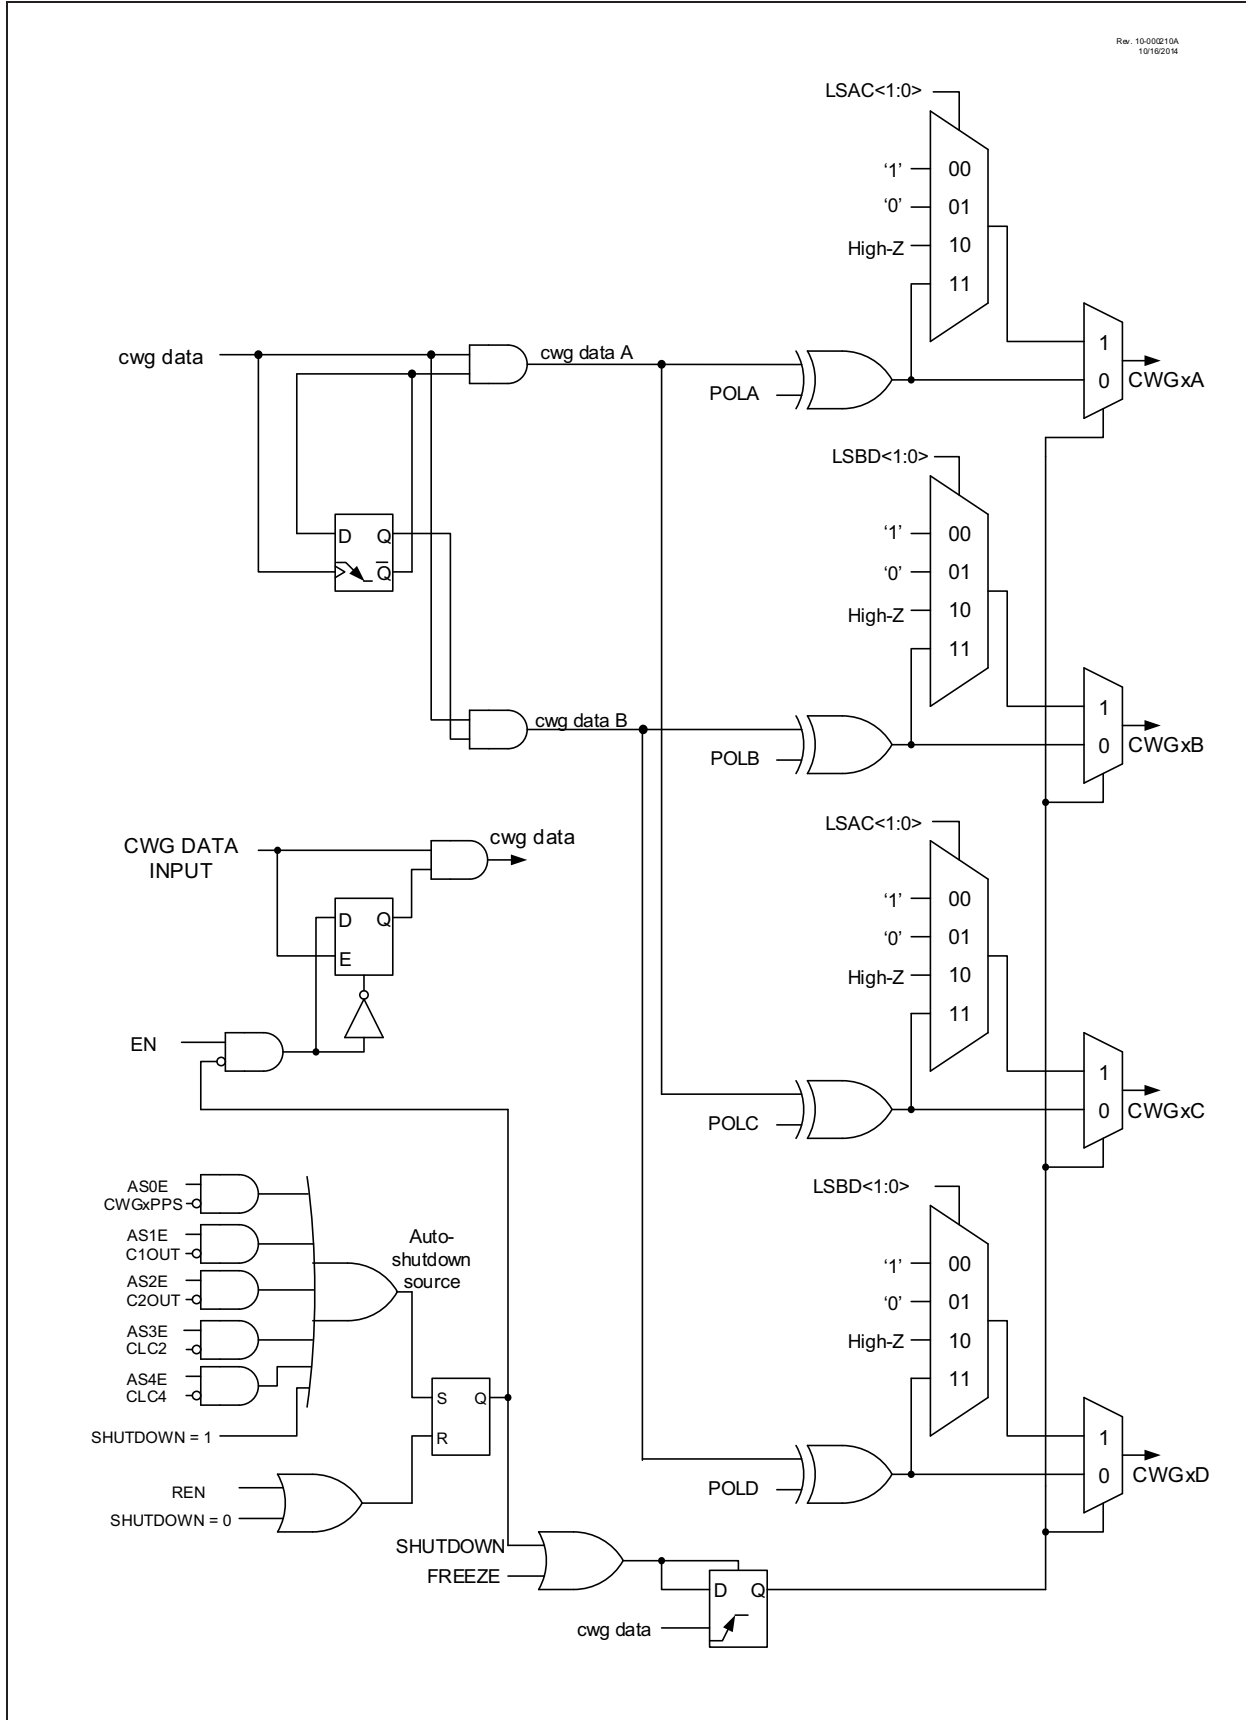 Rev. 10-000210A
10/16/2014
LSAC<1:0>
‘1’
00
‘0’
01
High-Z
10
11
1
0
CWGxA
cwg data
cwg data A
POLA
D
Q
Q
LSBD<1:0>
‘1’
00
‘0’
01
High-Z
10
11
1
0
CWGxB
cwg data B
POLB
CWG DATA
INPUT
cwg data
D
Q
E
EN
LSAC<1:0>
‘1’
00
‘0’
01
High-Z
10
11
1
0
CWGxC
POLC
AS0E
CWGxPPS
AS1E
C1OUT
AS2E
C2OUT
AS3E
CLC2
AS4E
CLC4
SHUTDOWN = 1
Auto-
shutdown
source
S
Q
R
REN
SHUTDOWN = 0
LSBD<1:0>
‘1’
00
‘0’
01
High-Z
10
11
1
0
CWGxD
POLD
SHUTDOWN
FREEZE
D
Q
cwg data